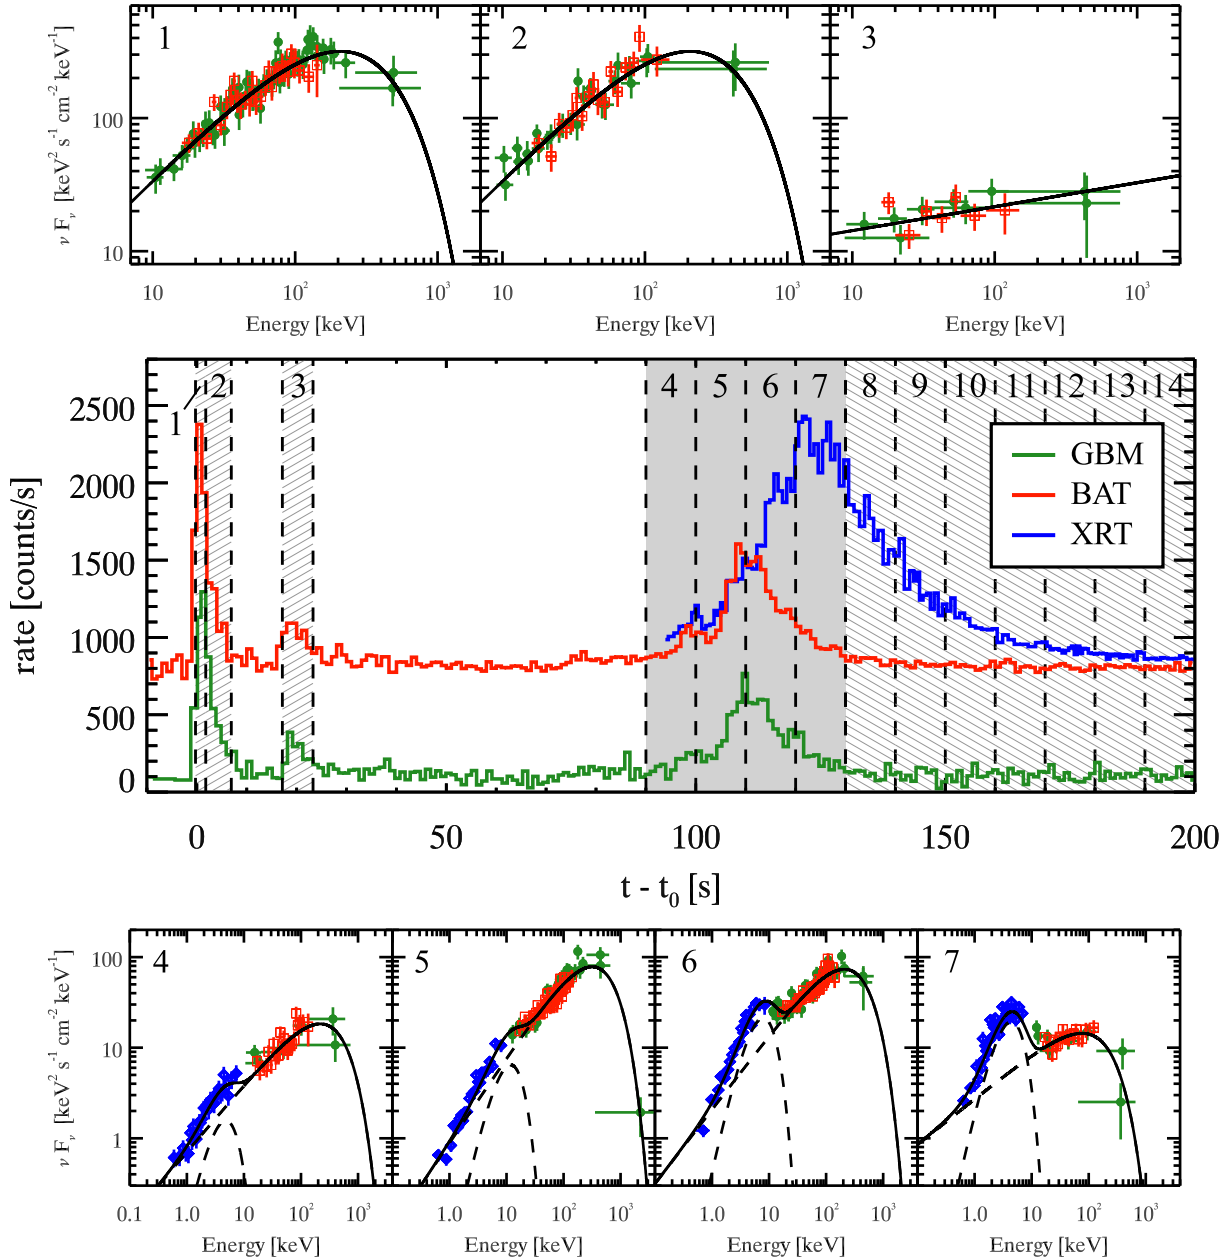 1
2
3
ν Fν [keV² s⁻¹ cm⁻² keV⁻¹]
100
10
10 10² 10³
10 10² 10³
10 10² 10³
Energy [keV]
Energy [keV]
Energy [keV]
1 2 3 4 5 6 7 8 9 10 11 12 13 14
rate [counts/s]
2500
2000
1500
1000
500
0
GBM
BAT
XRT
0 50 100 150 200
t - t₀ [s]
4
5
6
7
ν Fν [keV² s⁻¹ cm⁻² keV⁻¹]
100
10
1
0.1 1.0 10 10² 10³
1.0 10 10² 10³
1.0 10 10² 10³
1.0 10 10² 10³
Energy [keV]
Energy [keV]
Energy [keV]
Energy [keV]